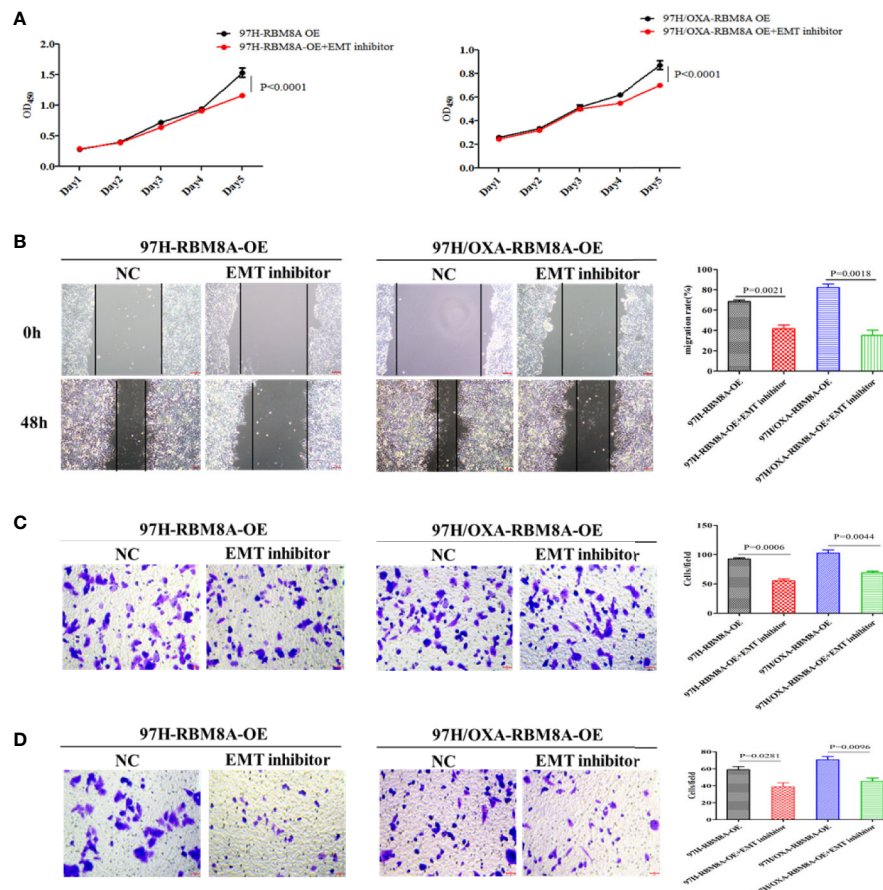 A
97H-RBM8A OE
97H-RBM8A-OE+EMT inhibitor
2.0
1.5
1.0
0.5
0.0
OD450
P<0.0001
Day1 Day2 Day3 Day4 Day5
97H/OXA-RBM8A OE
97H/OXA-RBM8A OE+EMT inhibitor
1.0
0.8
0.6
0.4
0.2
0.0
OD450
P<0.0001
Day1 Day2 Day3 Day4 Day5
B
97H-RBM8A-OE
NC EMT inhibitor
97H/OXA-RBM8A-OE
NC EMT inhibitor
0h
48h
migration rate(%)
100
80
60
40
20
0
P=0.0021
P=0.0018
97H-RBM8A-OE
97H-RBM8A-OE+EMT inhibitor
97H/OXA-RBM8A-OE
97H/OXA-RBM8A-OE+EMT inhibitor
C
97H-RBM8A-OE
NC EMT inhibitor
97H/OXA-RBM8A-OE
NC EMT inhibitor
Cells/field
150
100
50
0
P=0.0006
P=0.0044
97H-RBM8A-OE
97H-RBM8A-OE+EMT inhibitor
97H/OXA-RBM8A-OE
97H/OXA-RBM8A-OE+EMT inhibitor
D
97H-RBM8A-OE
NC EMT inhibitor
97H/OXA-RBM8A-OE
NC EMT inhibitor
Cells/field
80
60
40
20
0
P=0.0281
P=0.0096
97H-RBM8A-OE
97H-RBM8A-OE+EMT inhibitor
97H/OXA-RBM8A-OE
97H/OXA-RBM8A-OE+EMT inhibitor